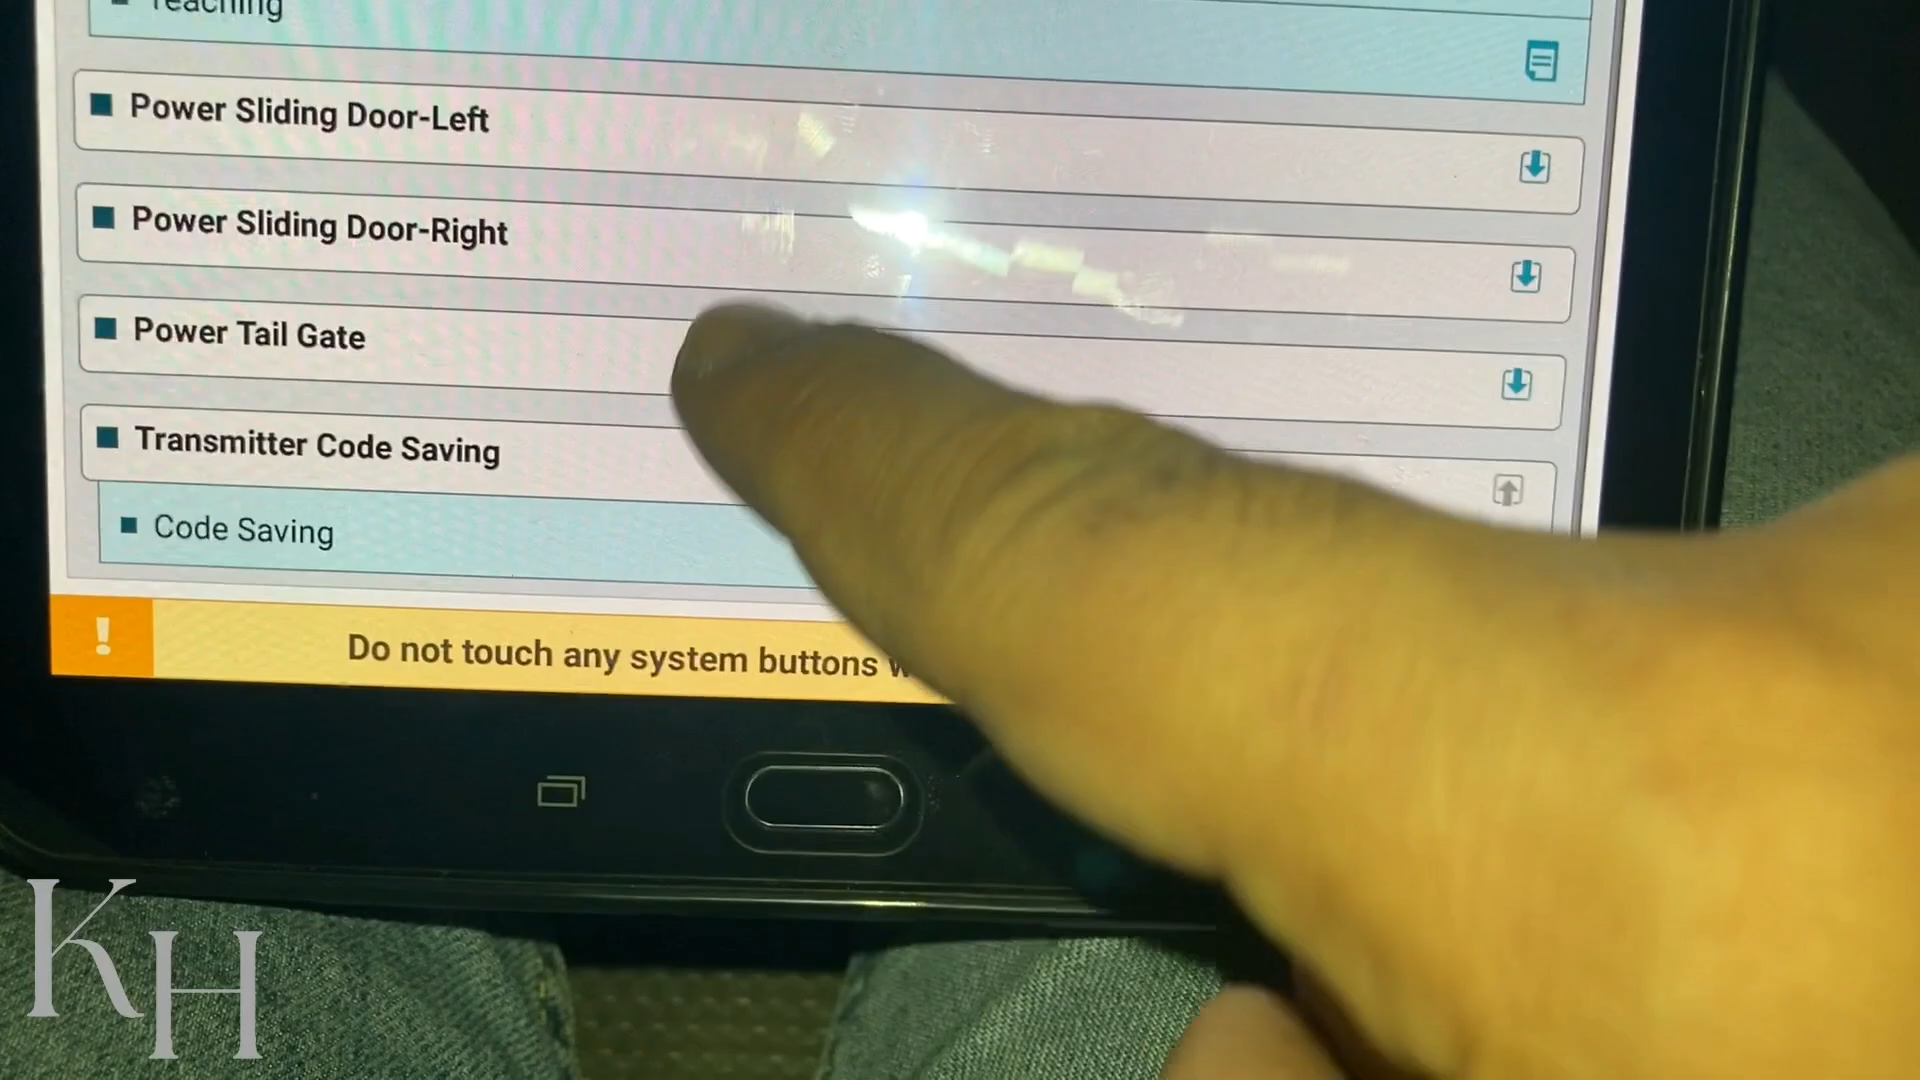 Teaching
Power Sliding Door-Left
Power Sliding Door-Right
Power Tail Gate
Transmitter Code Saving
Code Saving
!
Do not touch any system buttons
KH